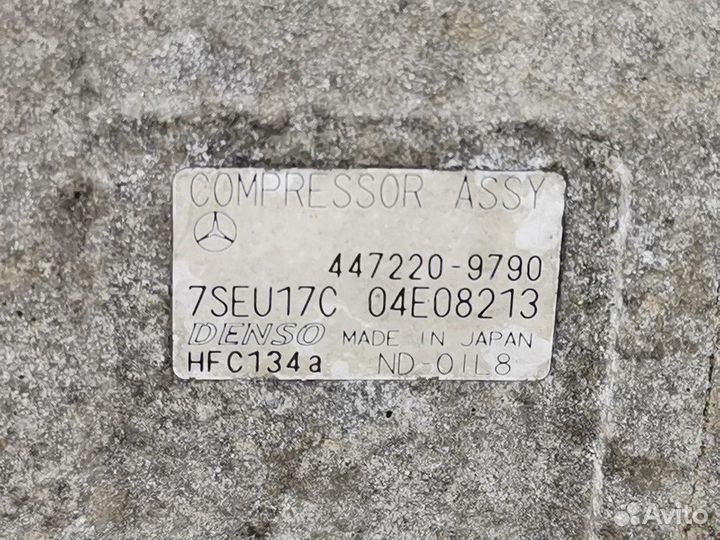 COMPRESSOR ASSY
447220-9790
7SEU17C 04E08213
DENSO MADE IN JAPAN
HFC134a ND-OIL8
Avito